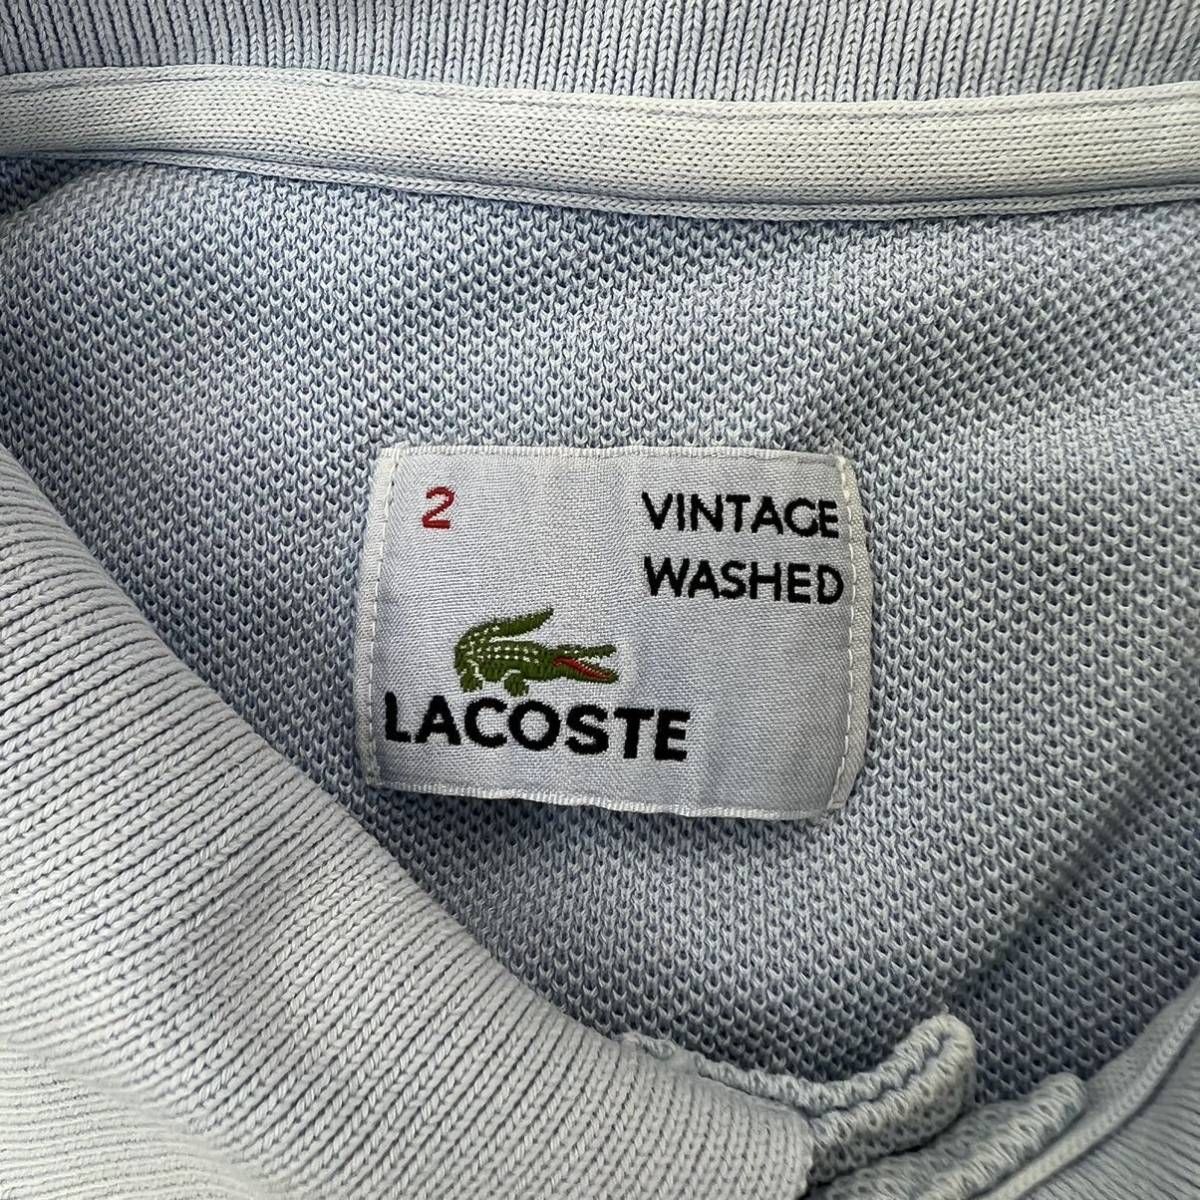 2
VINTAGE
WASHED
LACOSTE